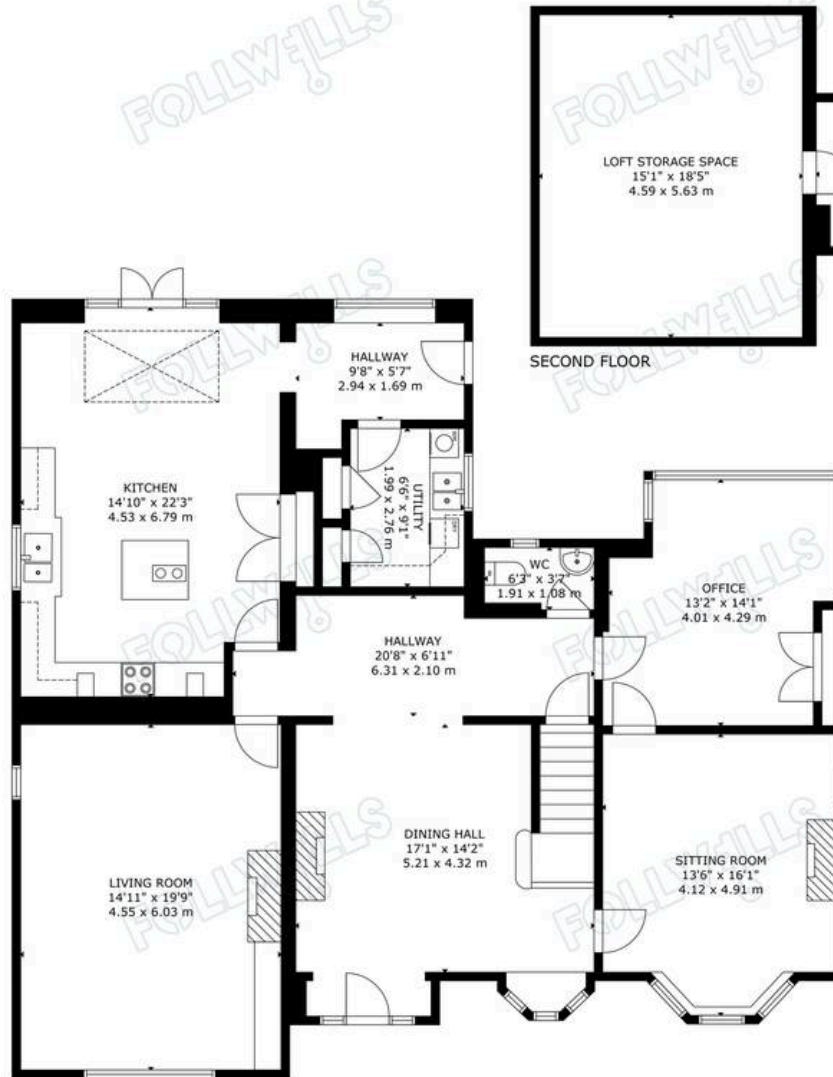 FOLLWELLS
FOLLWELLS
LOFT STORAGE SPACE
15'1" x 18'5"
4.59 x 5.63 m
SECOND FLOOR
FOLLWELLS
FOLLWELLS
HALLWAY
9'8" x 5'7"
2.94 x 1.69 m
KITCHEN
14'10" x 22'3"
4.53 x 6.79 m
UTILITY
6'6" x 9'1"
1.99 x 2.76 m
WC
6'3" x 3'7"
1.91 x 1.08 m
OFFICE
13'2" x 14'1"
4.01 x 4.29 m
FOLLWELLS
FOLLWELLS
HALLWAY
20'8" x 6'11"
6.31 x 2.10 m
DINING HALL
17'1" x 14'2"
5.21 x 4.32 m
SITTING ROOM
13'6" x 16'1"
4.12 x 4.91 m
LIVING ROOM
14'11" x 19'9"
4.55 x 6.03 m
FOLLWELLS
FOLLWELLS